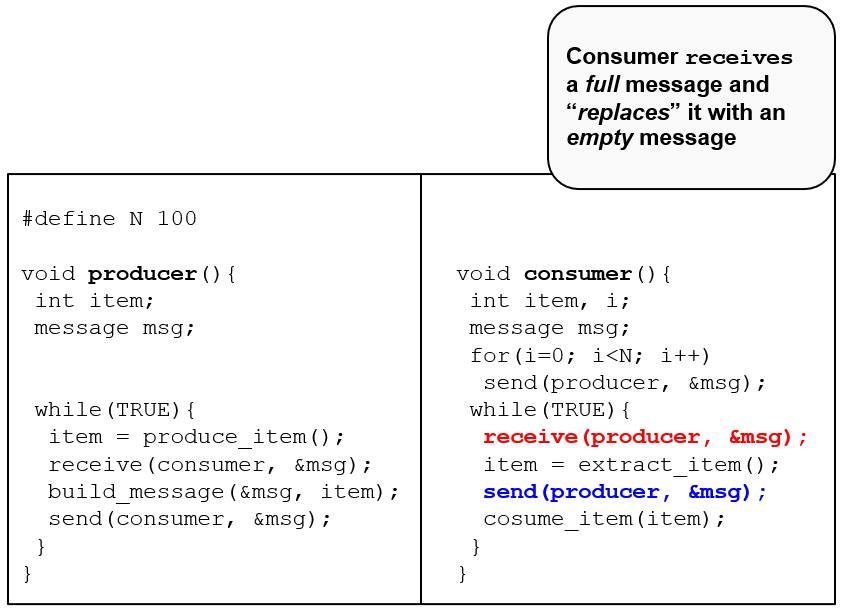 Consumer receives
a full message and
“replaces” it with an
empty message
#define N 100
void producer(){
int item;
message msg;
while(TRUE){
item = produce_item();
receive(consumer, &msg);
build_message(&msg, item);
send(consumer, &msg);
}
}
void consumer(){
int item, i;
message msg;
for(i=0; i<N; i++)
send(producer, &msg);
while(TRUE){
receive(producer, &msg);
item = extract_item();
send(producer, &msg);
cosume_item(item);
}
}